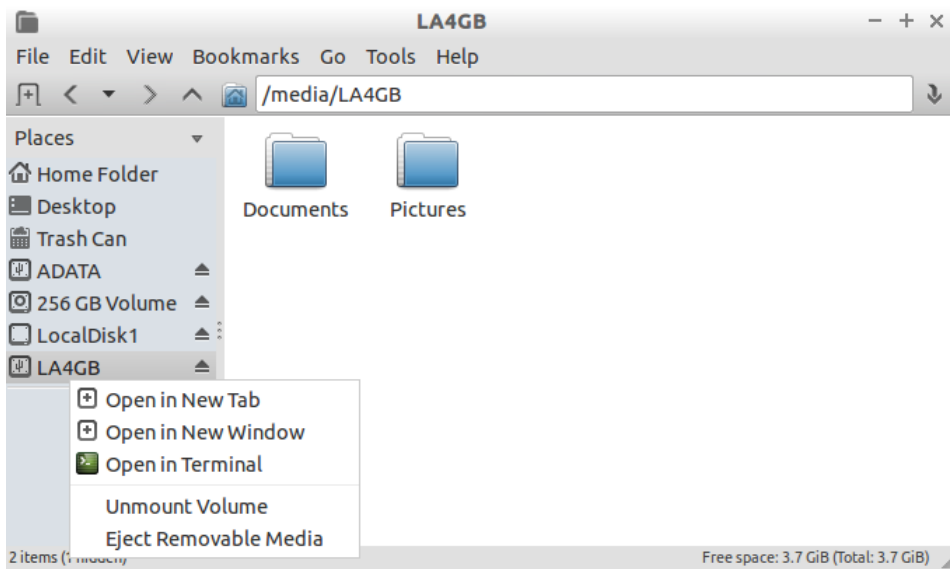 LA4GB
File Edit View Bookmarks Go Tools Help
/media/LA4GB
Places
Home Folder
Desktop
Trash Can
ADATA
256 GB Volume
LocalDisk1
LA4GB
Documents
Pictures
Open in New Tab
Open in New Window
Open in Terminal
Unmount Volume
Eject Removable Media
2 items (1 hidden)
Free space: 3.7 GiB (Total: 3.7 GiB)